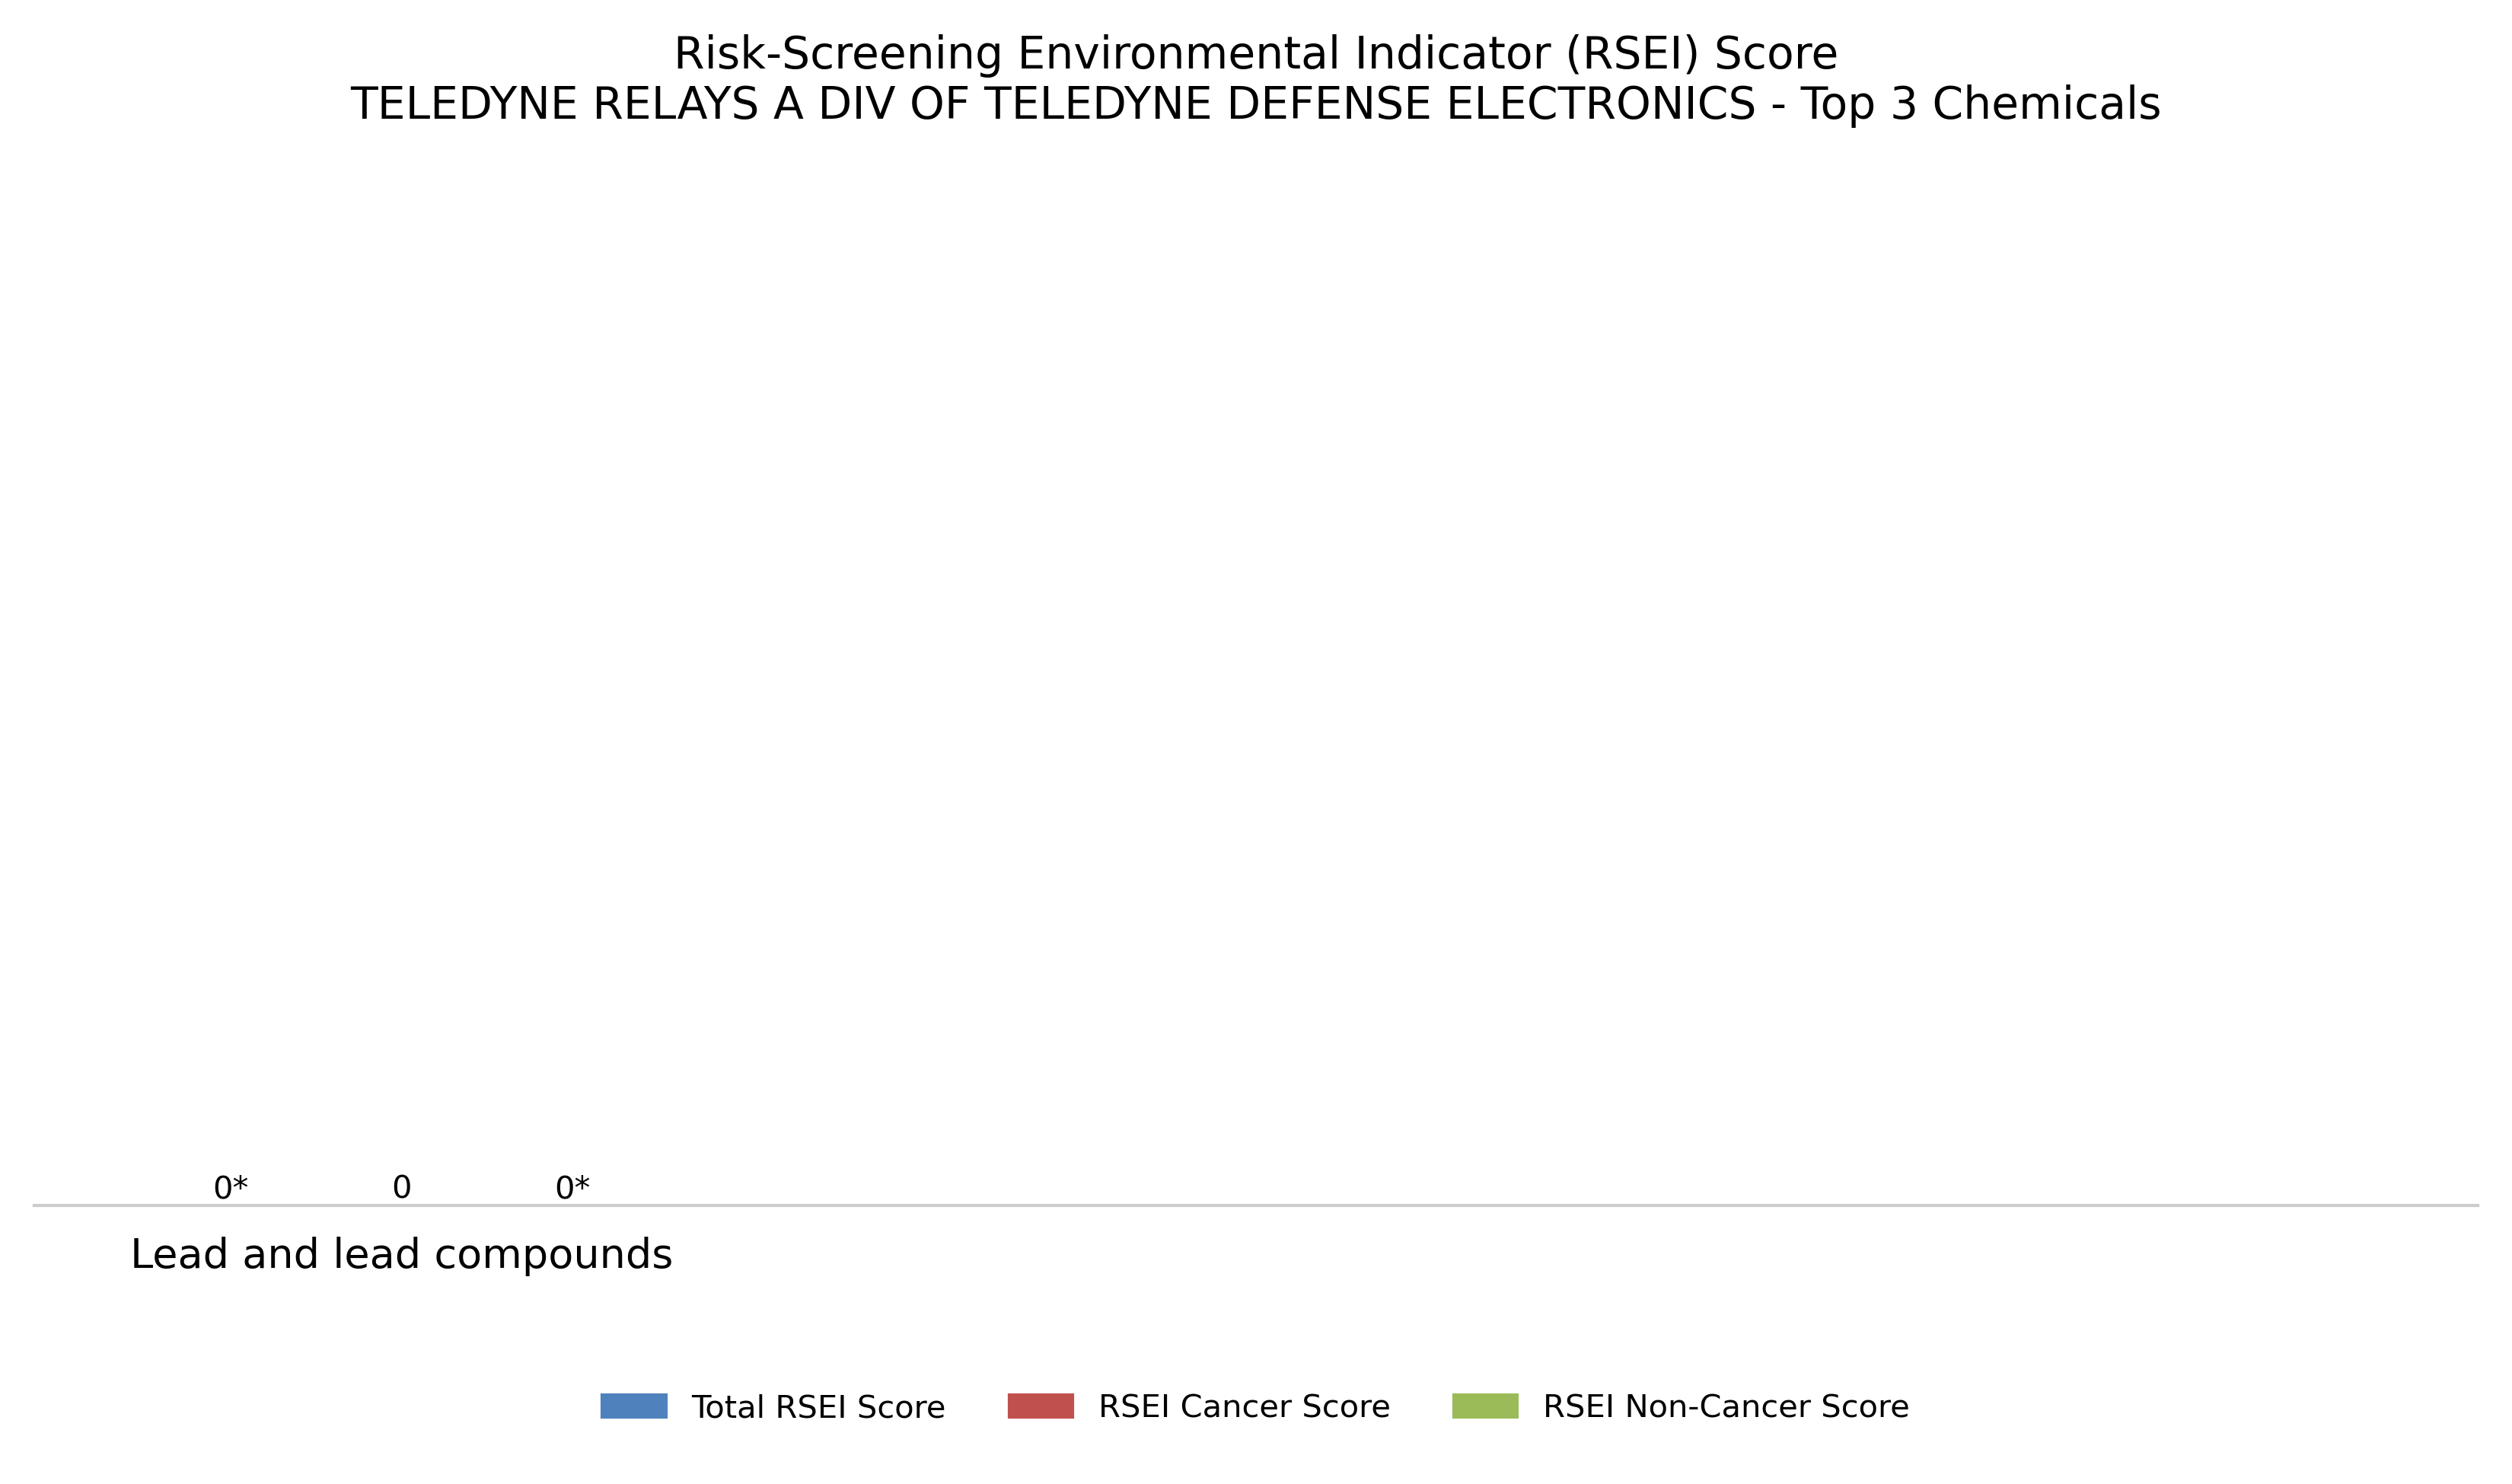 Risk-Screening Environmental Indicator (RSEI) Score
TELEDYNE RELAYS A DIV OF TELEDYNE DEFENSE ELECTRONICS - Top 3 Chemicals
0* 0 0*
Lead and lead compounds
Total RSEI Score RSEI Cancer Score RSEI Non-Cancer Score